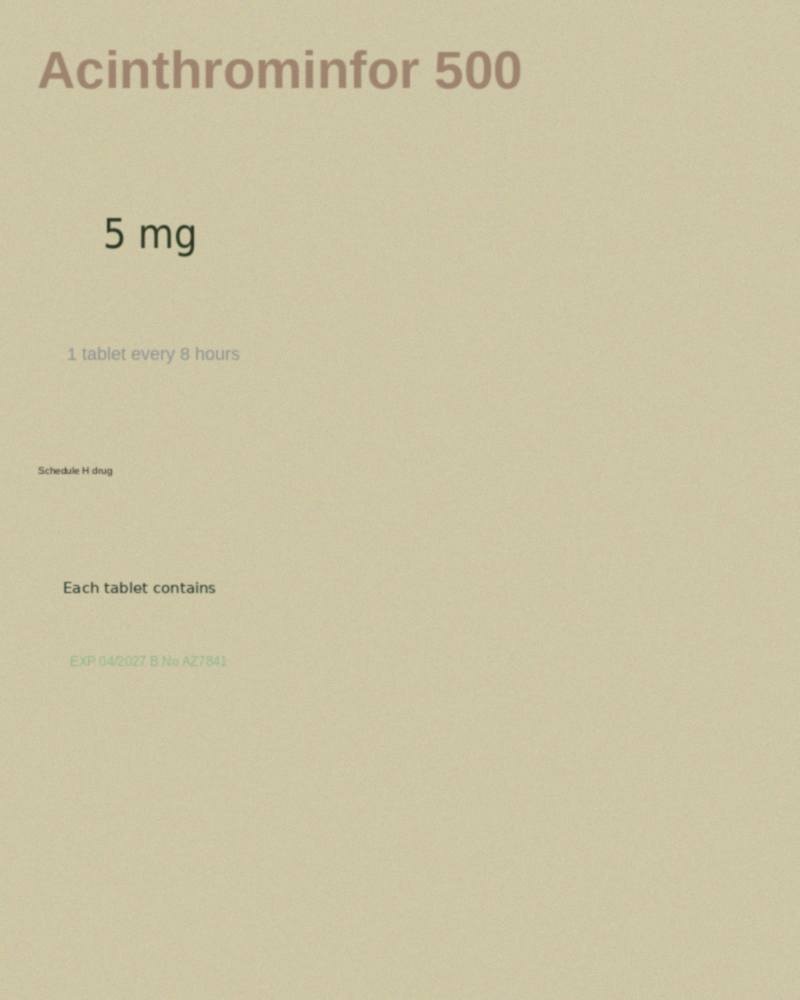 Acinthrominfor 500
5 mg
1 tablet every 8 hours
Schedule H drug
Each tablet contains
EXP 04/2027 B.No AZ7841